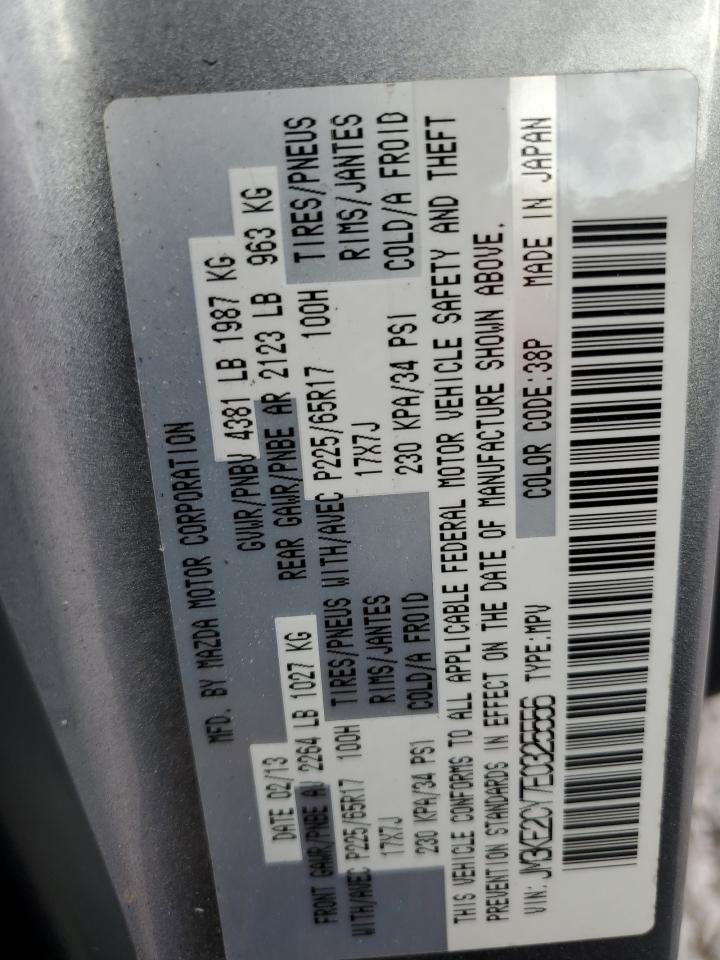 MFD. BY MAZDA MOTOR CORPORATION
DATE 02/13 GVWR/PNBV 4381 LB 1987 KG
FRONT GAWR/PNBE AV 2264 LB 1027 KG REAR GAWR/PNBE AR 2123 LB 963 KG
WITH/AVEC P225/65R17 100H TIRES/PNEUS WITH/AVEC P225/65R17 100H TIRES/PNEUS
17X7J RIMS/JANTES 17X7J RIMS/JANTES
230 KPA/34 PSI COLD/A FROID 230 KPA/34 PSI COLD/A FROID
THIS VEHICLE CONFORMS TO ALL APPLICABLE FEDERAL MOTOR VEHICLE SAFETY AND THEFT
PREVENTION STANDARDS IN EFFECT ON THE DATE OF MANUFACTURE SHOWN ABOVE.
VIN: JM3KE2CY7E0325556 TYPE:MPV COLOR CODE:38P MADE IN JAPAN